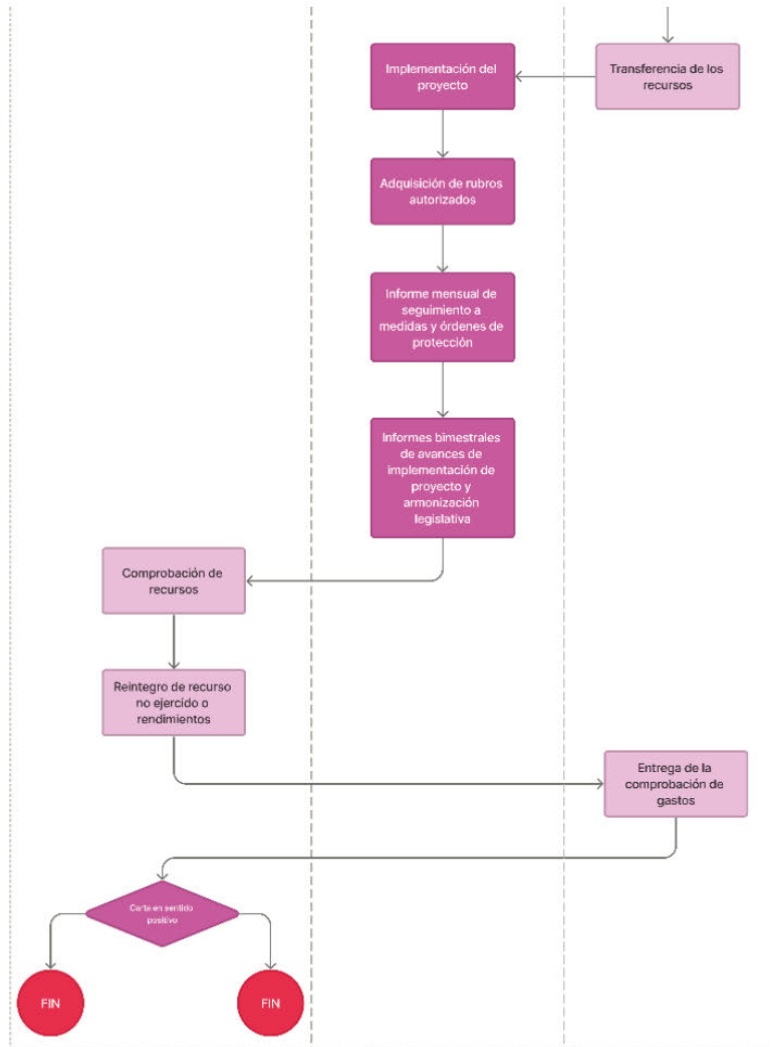 Implementación del
proyecto
Transferencia de los
recursos
Adquisición de rubros
autorizados
Informe mensual de
seguimiento a
medidas y órdenes de
protección
Informes bimestrales
de avances de
implementación de
proyecto y
armonización
legislativa
Comprobación de
recursos
Reintegro de recurso
no ejercido o
rendimientos
Entrega de la
comprobación de
gastos
Carta en sentido
positivo
FIN
FIN